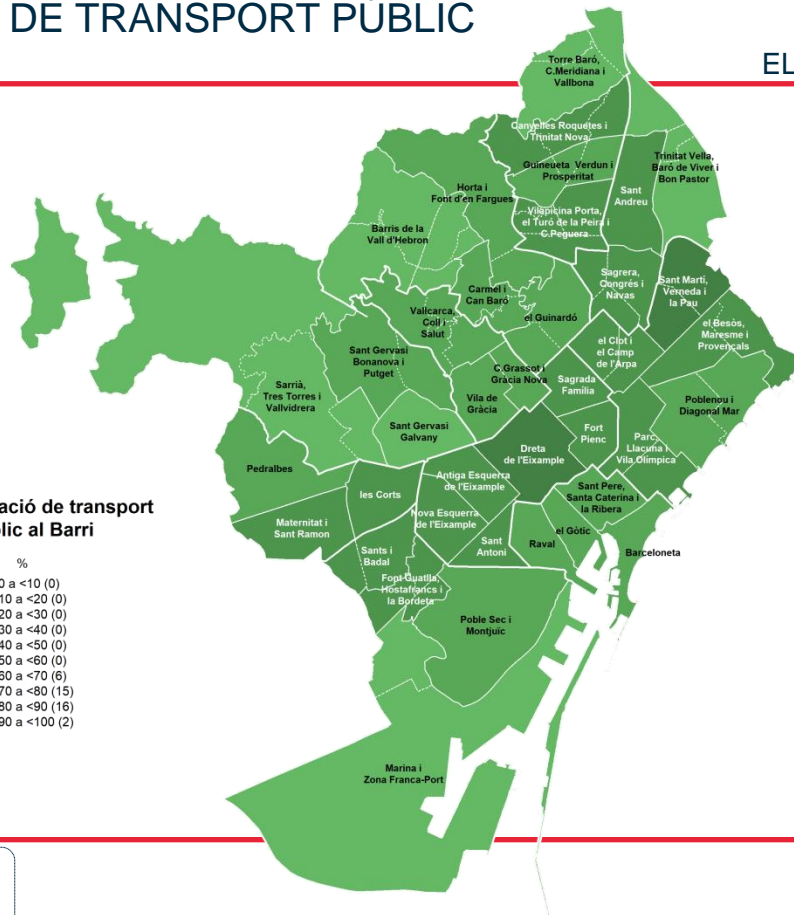 DE TRANSPORT PÚBLIC
EL
Torre Baró,
C.Meridiana i
Vallbona
Canyelles Roquetes i
Trinitat Nova
Guineueta Verdun i
Prosperitat
Trinitat Vella,
Baró de Viver i
Bon Pastor
Horta i
Font d'en Fargues
Sant
Andreu
Vilapicina Porta,
el Turó de la Peira i
C.Peguera
Barris de la
Vall d'Hebron
Sagrera,
Congrés i
Navas
Sant Martí,
Verneda i
la Pau
Carmel i
Can Baró
Vallcarca,
Coll i
Salut
el Guinardó
el Besòs,
Maresme i
Provençals
el Clot i
el Camp
de l'Arpa
Sant Gervasi
Bonanova i
Putget
C.Grassot i
Gràcia Nova
Sagrada
Família
Sarrià,
Tres Torres i
Vallvidrera
Vila de
Gràcia
Poblenou i
Diagonal Mar
Sant Gervasi
Galvany
Fort
Pienc
Parc,
Llacuna i
Vila Olímpica
Dreta
de l'Eixample
Pedralbes
Antiga Esquerra
de l'Eixample
les Corts
Sant Pere,
Santa Caterina i
la Ribera
Maternitat i
Sant Ramon
Nova Esquerra
de l'Eixample
el Gòtic
Sant
Antoni
Raval
Barceloneta
Sants i
Badal
Font Guatlla,
Hostafrancs i
la Bordeta
Poble Sec i
Montjuïc
Marina i
Zona Franca-Port
ació de transport
lic al Barri
%
0 a <10 (0)
10 a <20 (0)
20 a <30 (0)
30 a <40 (0)
40 a <50 (0)
50 a <60 (0)
60 a <70 (6)
70 a <80 (15)
80 a <90 (16)
90 a <100 (2)